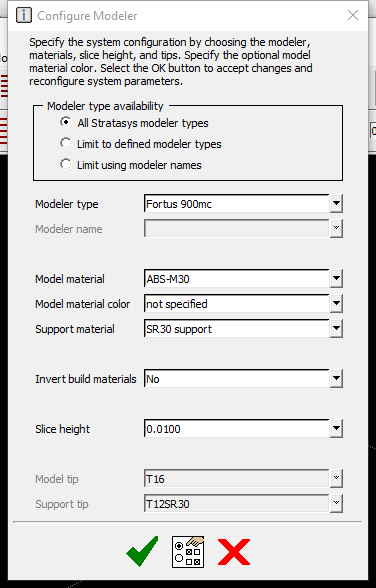 Configure Modeler
Specify the system configuration by choosing the modeler,
materials, slice height, and tips. Specify the optional model
material color. Select the OK button to accept changes and
reconfigure system parameters.
Modeler type availability
All Stratasys modeler types
Limit to defined modeler types
Limit using modeler names
Modeler type Fortus 900mc
Modeler name
Model material ABS-M30
Model material color not specified
Support material SR30 support
Invert build materials No
Slice height 0.0100
Model tip T16
Support tip T12SR30